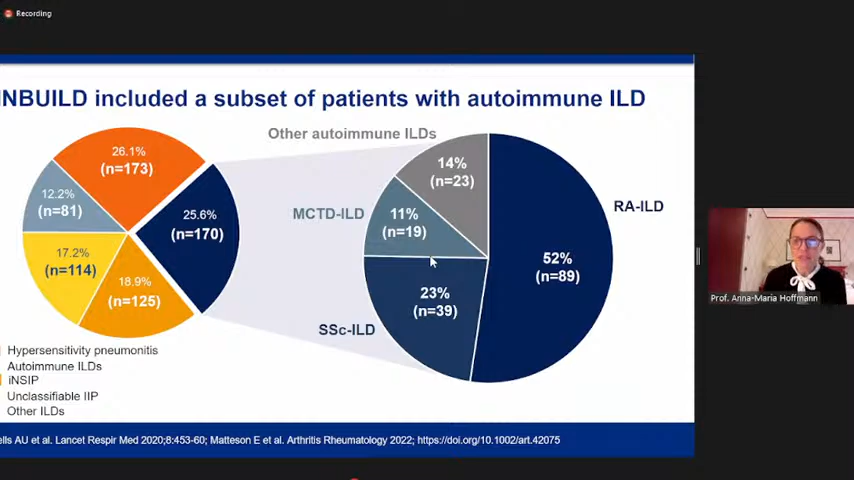 Recording
INBUILD included a subset of patients with autoimmune ILD
Other autoimmune ILDs
26.1%
(n=173)
12.2%
(n=81)
17.2%
(n=114)
18.9%
(n=125)
25.6%
(n=170)
14%
(n=23)
MCTD-ILD
11%
(n=19)
RA-ILD
52%
(n=89)
23%
(n=39)
SSc-ILD
Prof. Anna-Maria Hoffmann
Hypersensitivity pneumonitis
Autoimmune ILDs
iNSIP
Unclassifiable IIP
Other ILDs
ells AU et al. Lancet Respir Med 2020;8:453-60; Matteson E et al. Arthritis Rheumatology 2022; https://doi.org/10.1002/art.42075